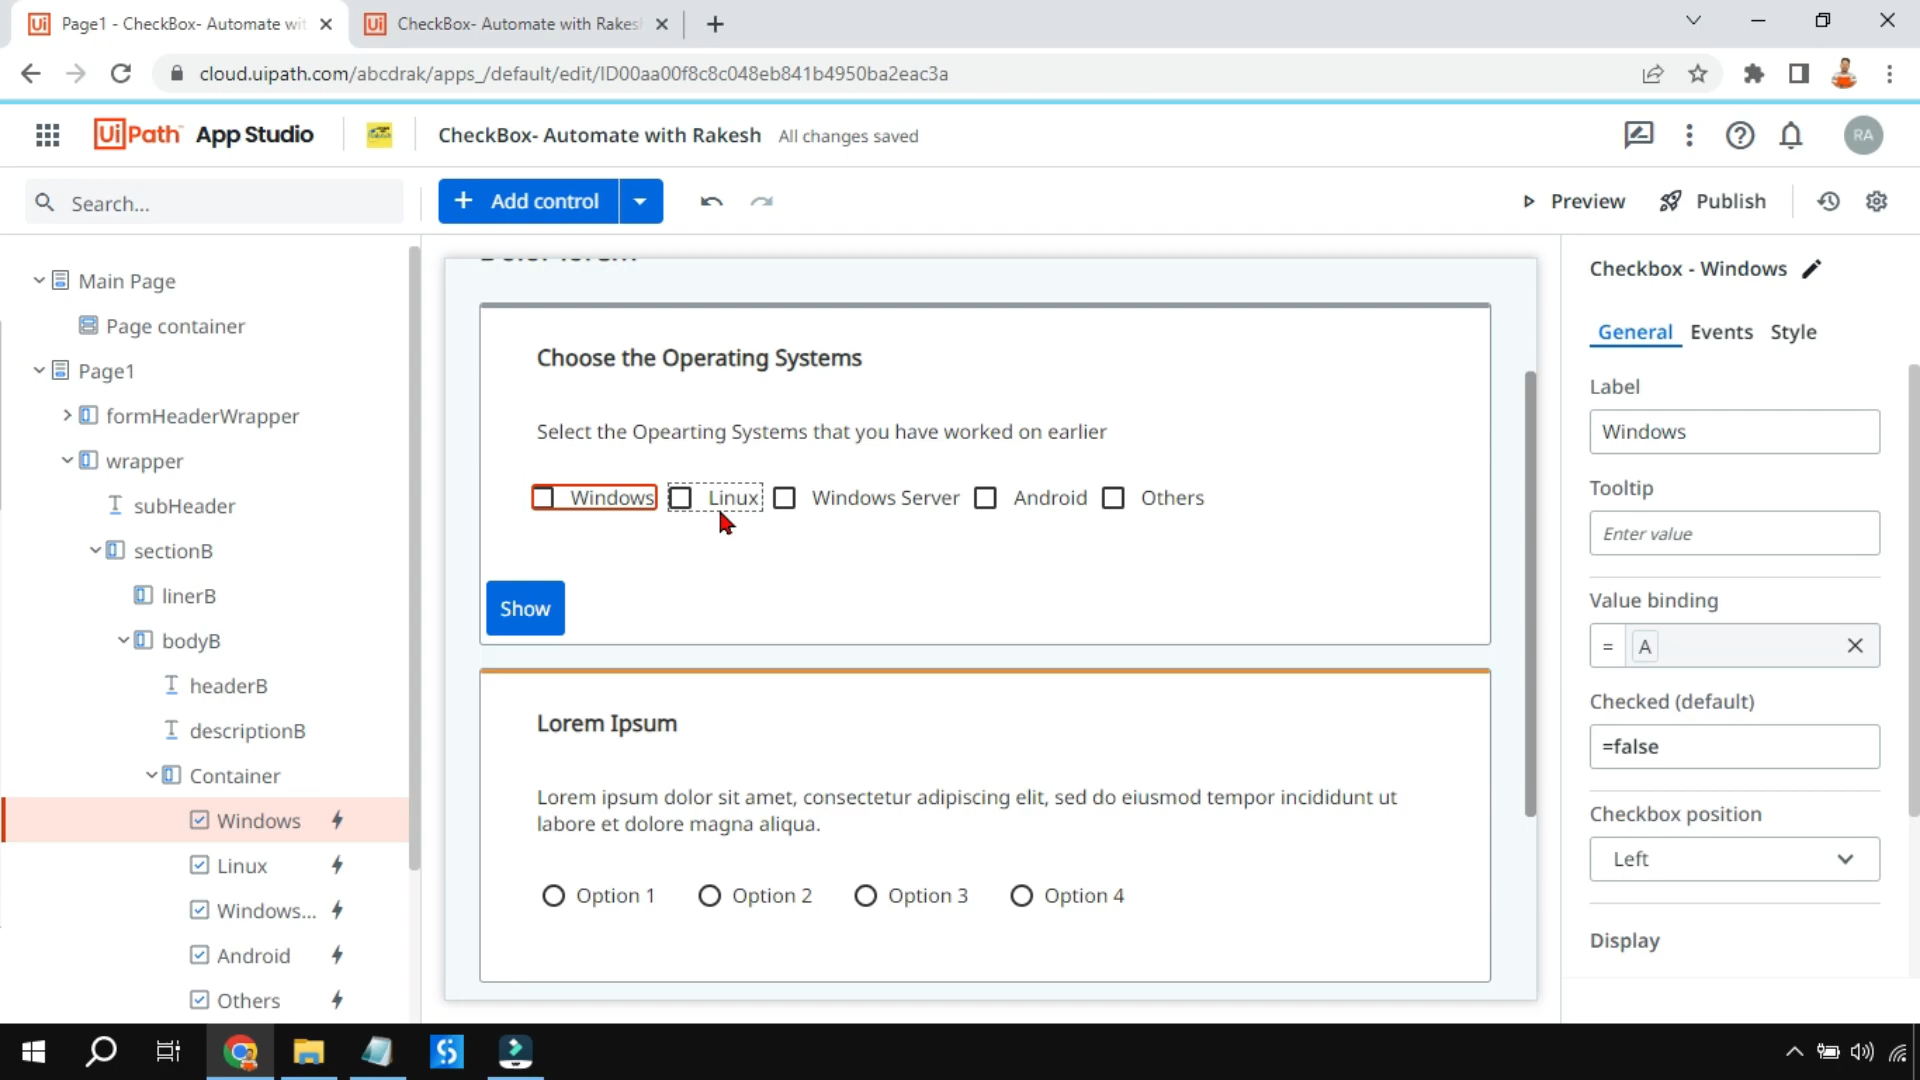 Page1 - CheckBox- Automate wit
CheckBox- Automate with Rakes
cloud.uipath.com/abcdrak/apps_/default/edit/ID00aa00f8c8c048eb841b4950ba2eac3a
UiPath App Studio
CheckBox- Automate with Rakesh
All changes saved
RA
Search...
Add control
Preview
Publish
Main Page
Page container
Page1
formHeaderWrapper
wrapper
subHeader
sectionB
linerB
bodyB
headerB
descriptionB
Container
Windows
Linux
Windows...
Android
Others
Choose the Operating Systems
Select the Opearting Systems that you have worked on earlier
Windows Linux Windows Server Android Others
Show
Lorem Ipsum
Lorem ipsum dolor sit amet, consectetur adipiscing elit, sed do eiusmod tempor incididunt ut
labore et dolore magna aliqua.
Option 1 Option 2 Option 3 Option 4
Checkbox - Windows
General Events Style
Label
Windows
Tooltip
Enter value
Value binding
= A
Checked (default)
=false
Checkbox position
Left
Display